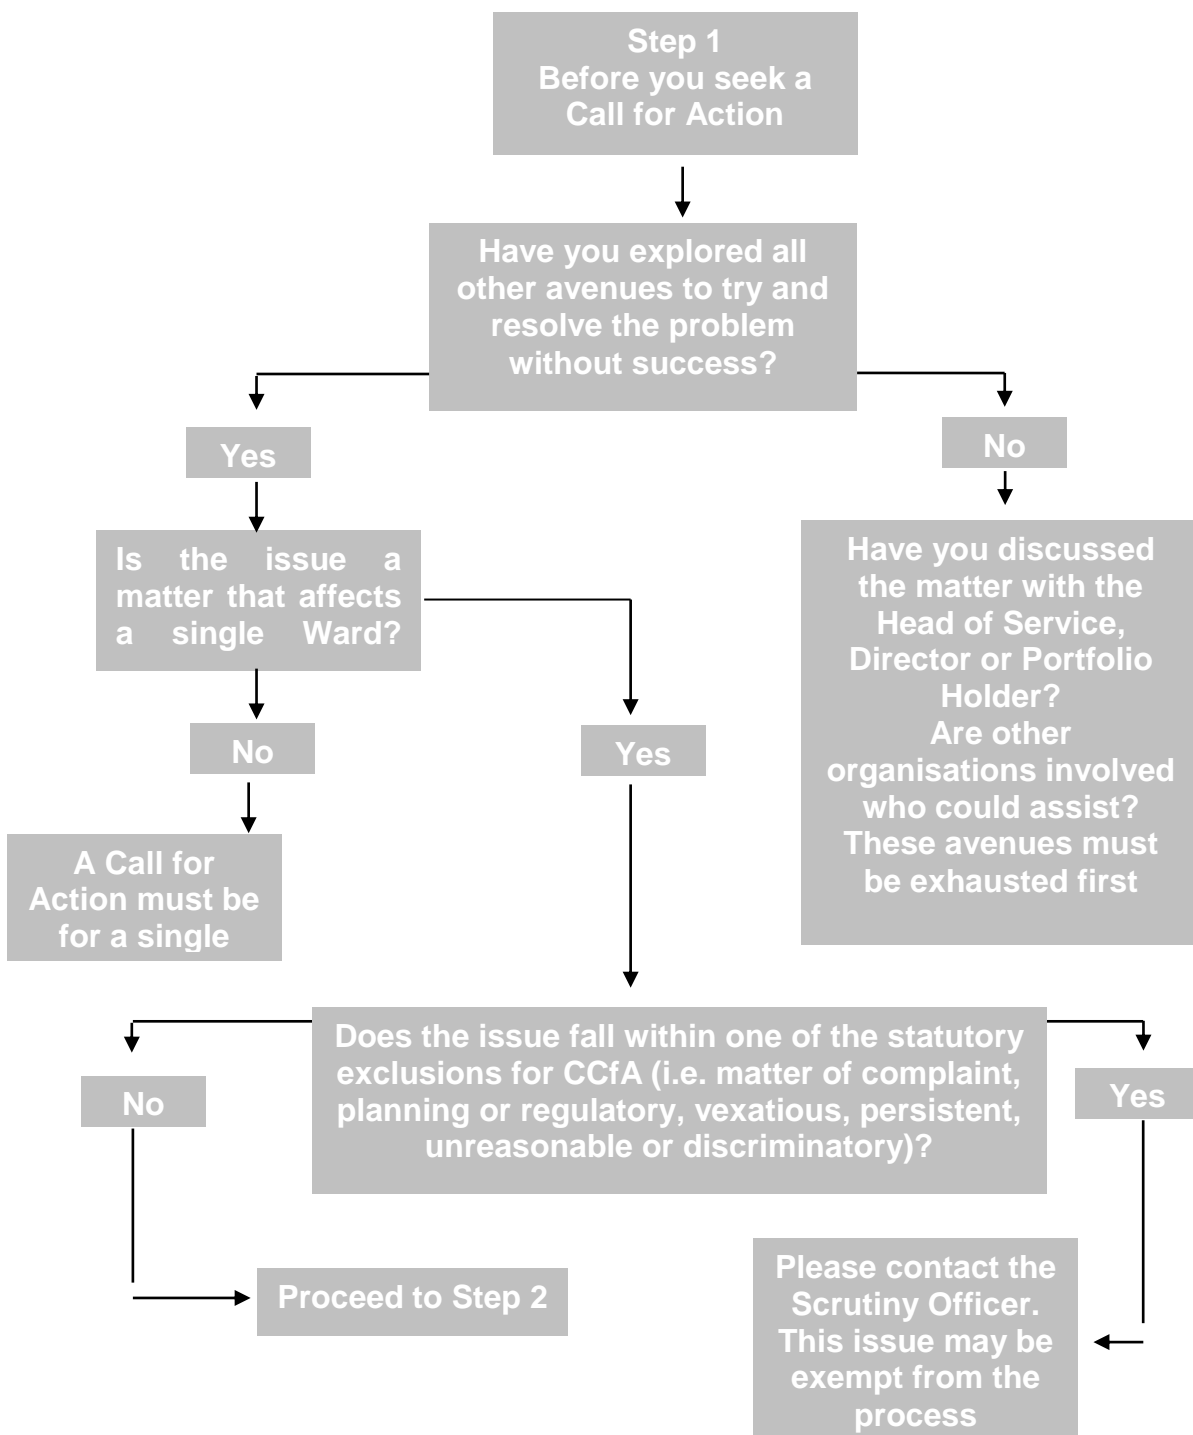 Step 1
Before you seek a
Call for Action
Have you explored all
other avenues to try and
resolve the problem
without success?
Yes
No
Is the issue a
matter that affects
a single Ward?
Have you discussed
the matter with the
Head of Service,
Director or Portfolio
Holder?
Are other
organisations involved
who could assist?
These avenues must
be exhausted first
No
Yes
A Call for
Action must be
for a single
Does the issue fall within one of the statutory
exclusions for CCfA (i.e. matter of complaint,
planning or regulatory, vexatious, persistent,
unreasonable or discriminatory)?
No
Yes
Proceed to Step 2
Please contact the
Scrutiny Officer.
This issue may be
exempt from the
process